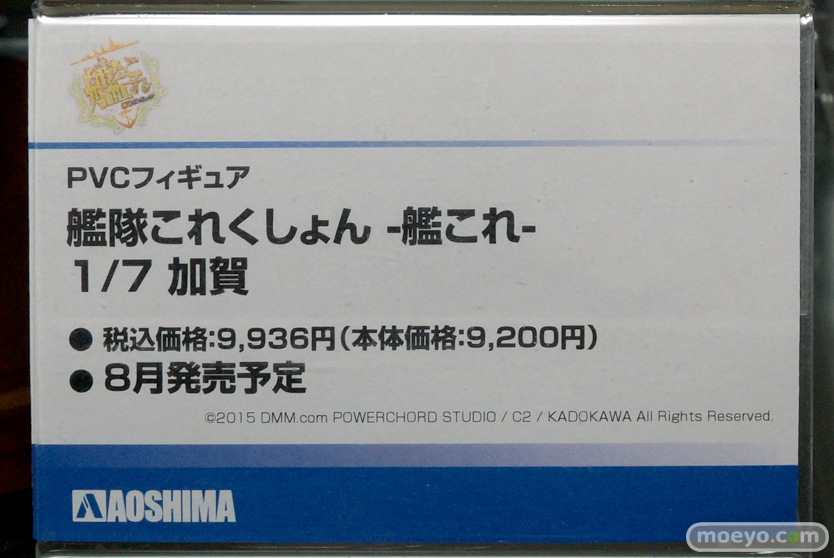 艦これ
PVCフィギュア
艦隊これくしょん -艦これ-
1/7 加賀
● 税込価格:9,936円(本体価格:9,200円)
● 8月発売予定
©2015 DMM.com POWERCHORD STUDIO / C2 / KADOKAWA All Rights Reserved.
AOSHIMA
moeyo.com